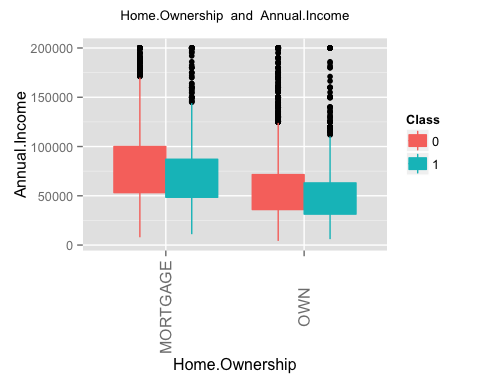 Home.Ownership and Annual.Income
200000
150000
100000
50000
0
Annual.Income
MORTGAGE
OWN
Home.Ownership
Class
0
1